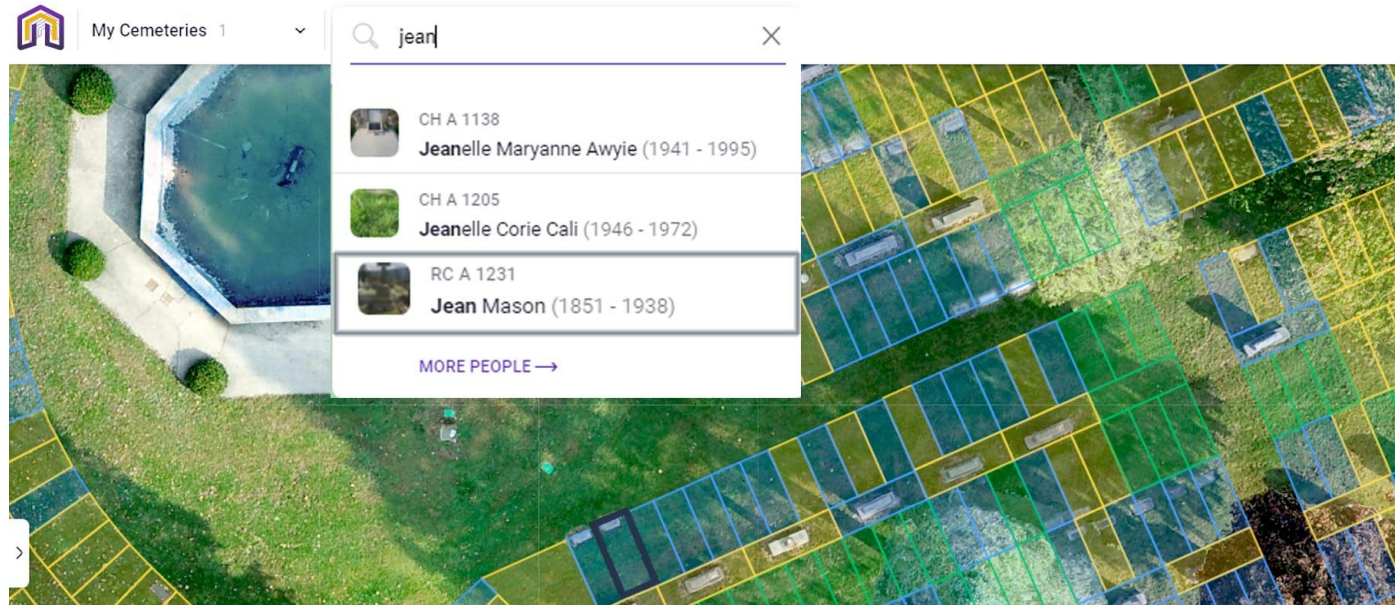 My Cemeteries 1
jean
CH A 1138
Jeanelle Maryanne Awyie (1941 - 1995)
CH A 1205
Jeanelle Corie Cali (1946 - 1972)
RC A 1231
Jean Mason (1851 - 1938)
MORE PEOPLE →